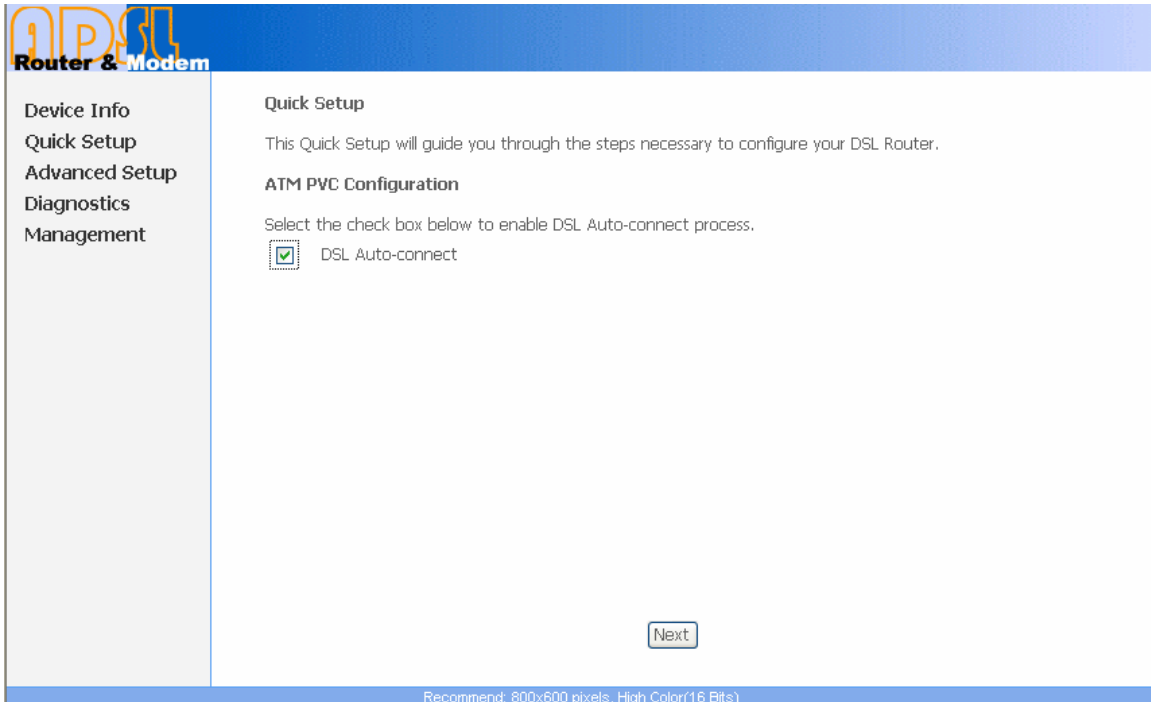 ADSL
Router & Modem
Device Info
Quick Setup
Advanced Setup
Diagnostics
Management
Quick Setup
This Quick Setup will guide you through the steps necessary to configure your DSL Router.
ATM PVC Configuration
Select the check box below to enable DSL Auto-connect process.
DSL Auto-connect
Next
Recommend: 800x600 pixels, High Color(16 Bits)